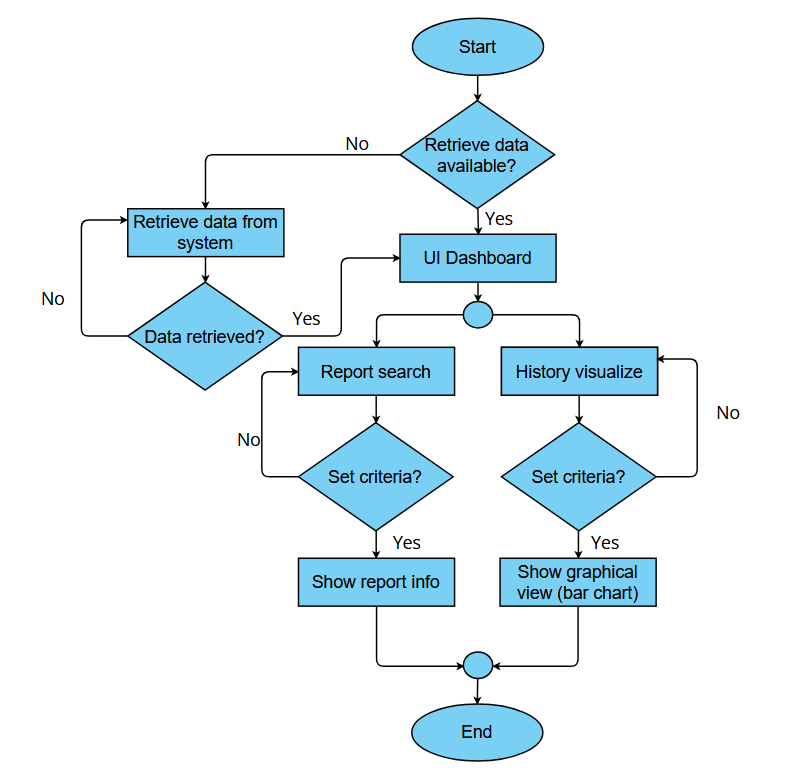 Start
Retrieve data
available?
No
Yes
Retrieve data from
system
UI Dashboard
No
Data retrieved?
Yes
Report search
History visualize
No
No
Set criteria?
Set criteria?
Yes
Yes
Show report info
Show graphical
view (bar chart)
End